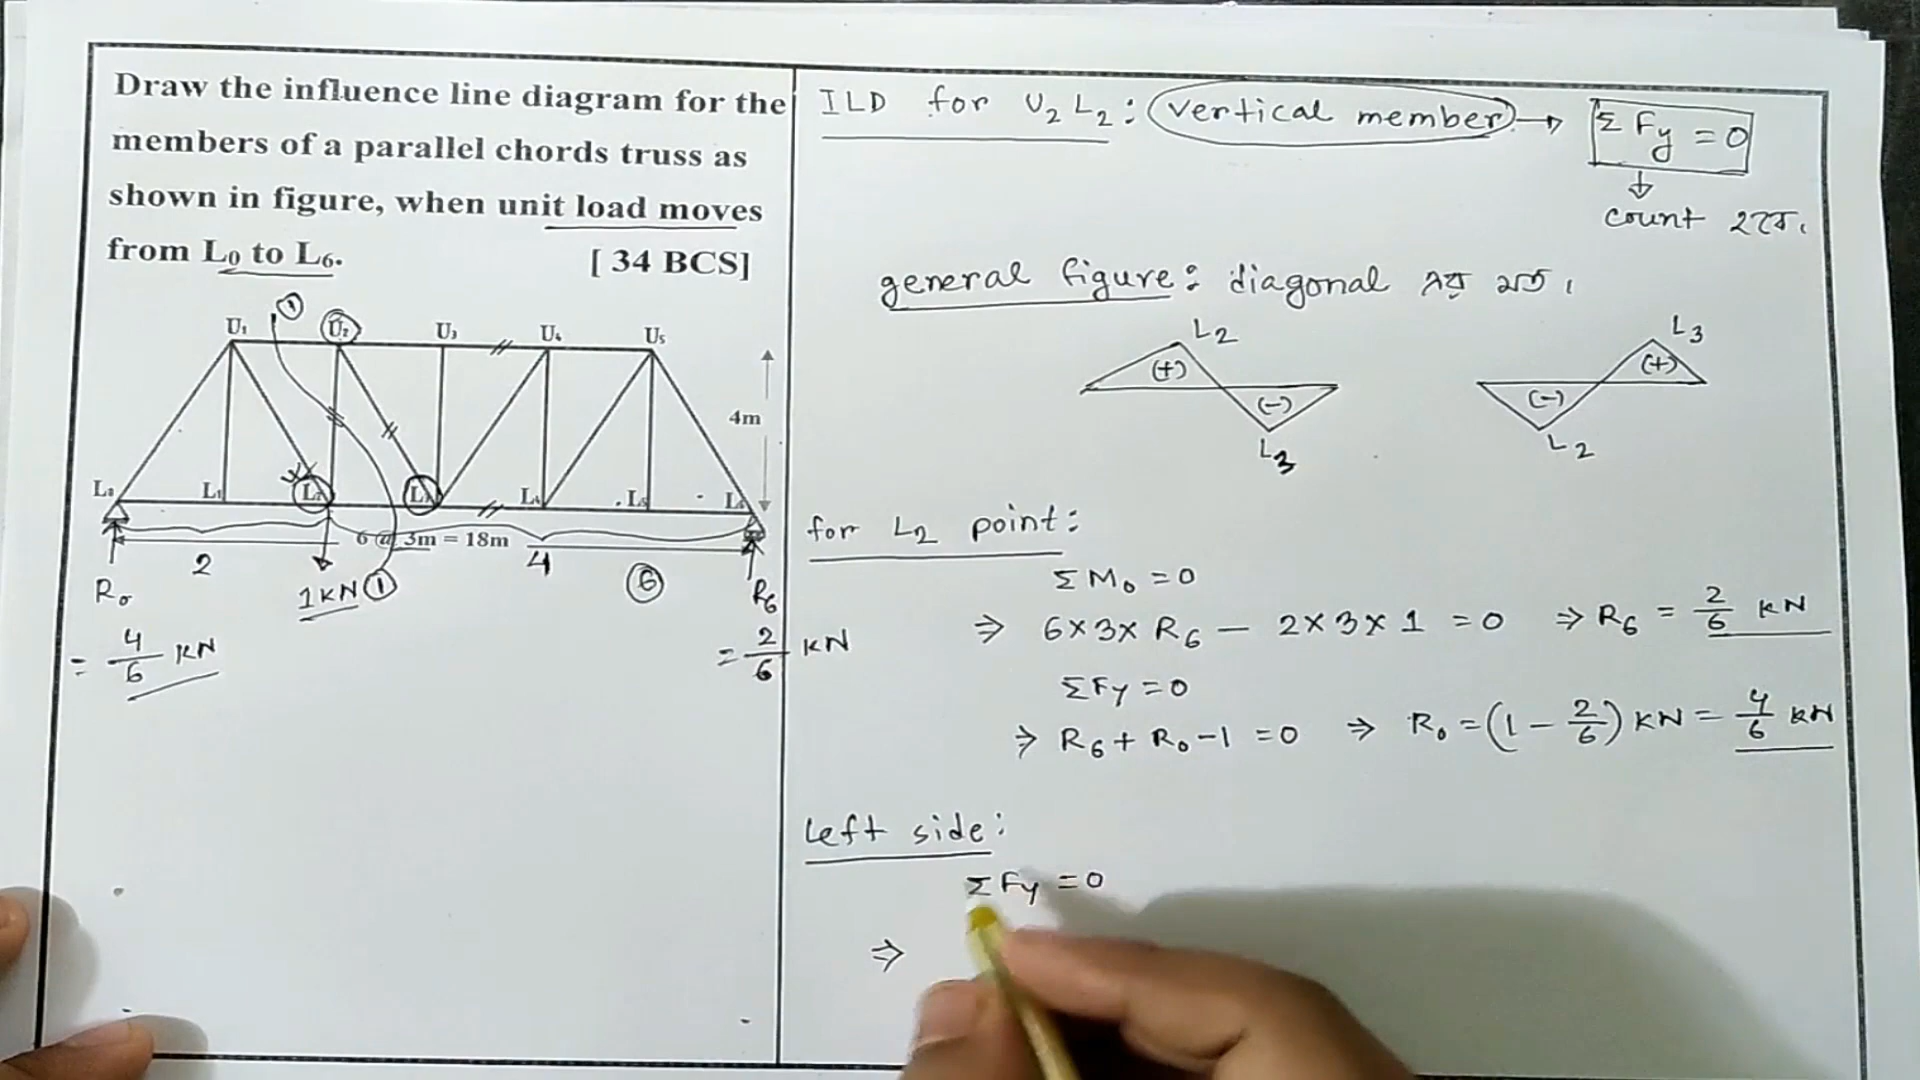 Draw the influence line diagram for the
members of a parallel chords truss as
shown in figure, when unit load moves
from L₀ to L₆. [ 34 BCS]
①
U₁ U₂ U₃ U₄ U₅
4m
L₀ L₁ L₂ L₃ L₄ L₅
6 @ 3m = 18m
2 4 ⑥
R₀ 1KN ① R₆
= 4/6 KN = 2/6 KN
ILD for U₂L₂: vertical member → ΣFy = 0
↓
count হবে।
general figure: diagonal এর মত।
L₂ L₃
(+) (-) (-) (+)
L₃ L₂
for L₂ point:
ΣM₀ = 0
⇒ 6×3×R₆ − 2×3×1 = 0 ⇒ R₆ = 2/6 KN
ΣFy = 0
⇒ R₆ + R₀ − 1 = 0 ⇒ R₀ = (1 − 2/6) KN = 4/6 KN
Left side:
ΣFy = 0
⇒